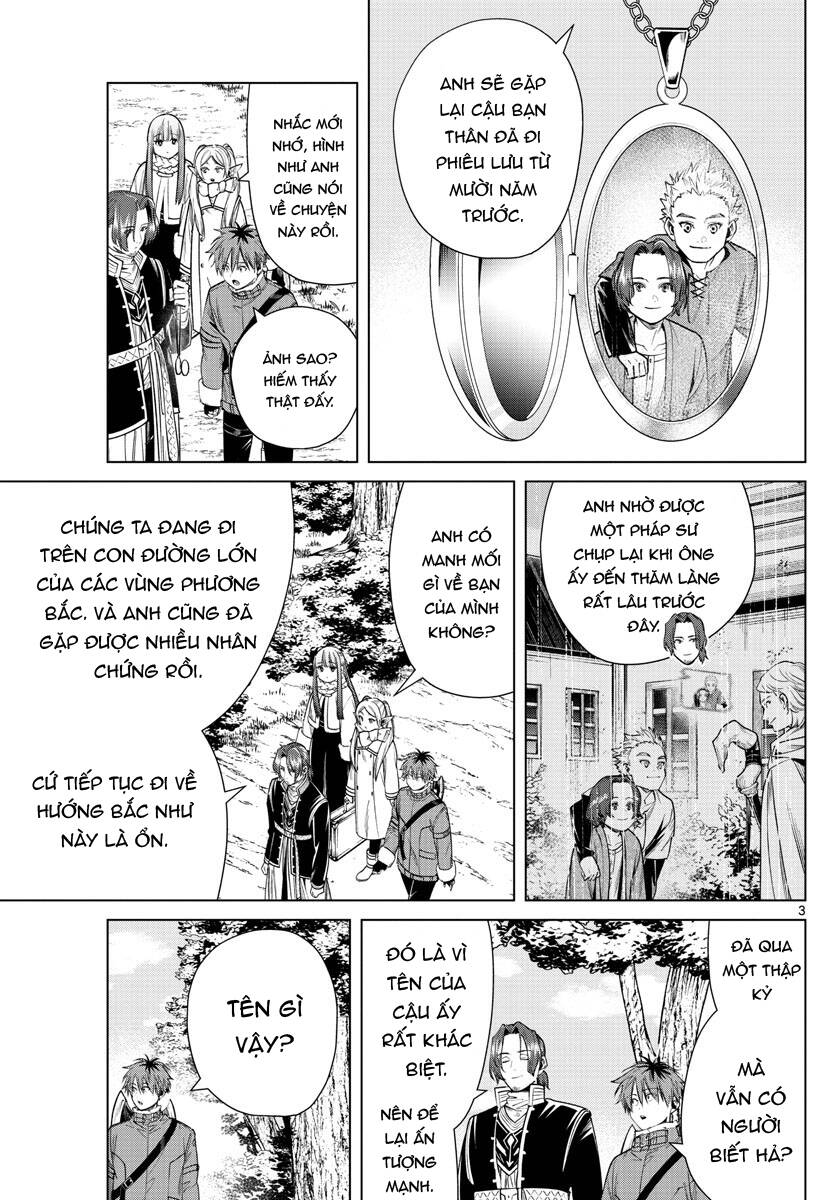 ANH SẼ GẶP
LẠI CẬU BẠN
THÂN ĐÃ ĐI
PHIÊU LƯU TỪ
MƯỜI NĂM
TRƯỚC.
NHẮC MỚI
NHỚ, HÌNH
NHƯ ANH
CŨNG NÓI
VỀ CHUYỆN
NÀY RỒI.
ẢNH SAO?
HIẾM THẤY
THẬT ĐẤY.
ANH NHỜ ĐƯỢC
MỘT PHÁP SƯ
CHỤP LẠI KHI ÔNG
ẤY ĐẾN THĂM LÀNG
RẤT LÂU TRƯỚC
ĐÂY.
ANH CÓ
MANH MỐI
GÌ VỀ BẠN
CỦA MÌNH
KHÔNG?
CHÚNG TA ĐANG ĐI
TRÊN CON ĐƯỜNG LỚN
CỦA CÁC VÙNG PHƯƠNG
BẮC. VÀ ANH CŨNG ĐÃ
GẶP ĐƯỢC NHIỀU NHÂN
CHỨNG RỒI.
CỨ TIẾP TỤC ĐI VỀ
HƯỚNG BẮC NHƯ
NÀY LÀ ỔN.
3
ĐÃ QUA
MỘT THẬP
KỶ
MÀ
VẪN CÓ
NGƯỜI
BIẾT HẢ?
ĐÓ LÀ VÌ
TÊN CỦA
CẬU ẤY
RẤT KHÁC
BIỆT.
NÊN ĐỂ
LẠI ẤN
TƯỢNG
MẠNH.
TÊN GÌ
VẬY?